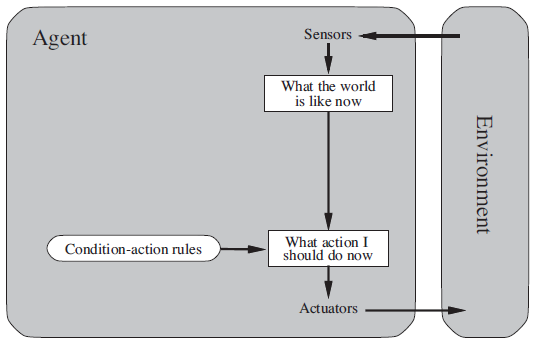 Agent
Sensors
What the world
is like now
Environment
Condition-action rules
What action I
should do now
Actuators